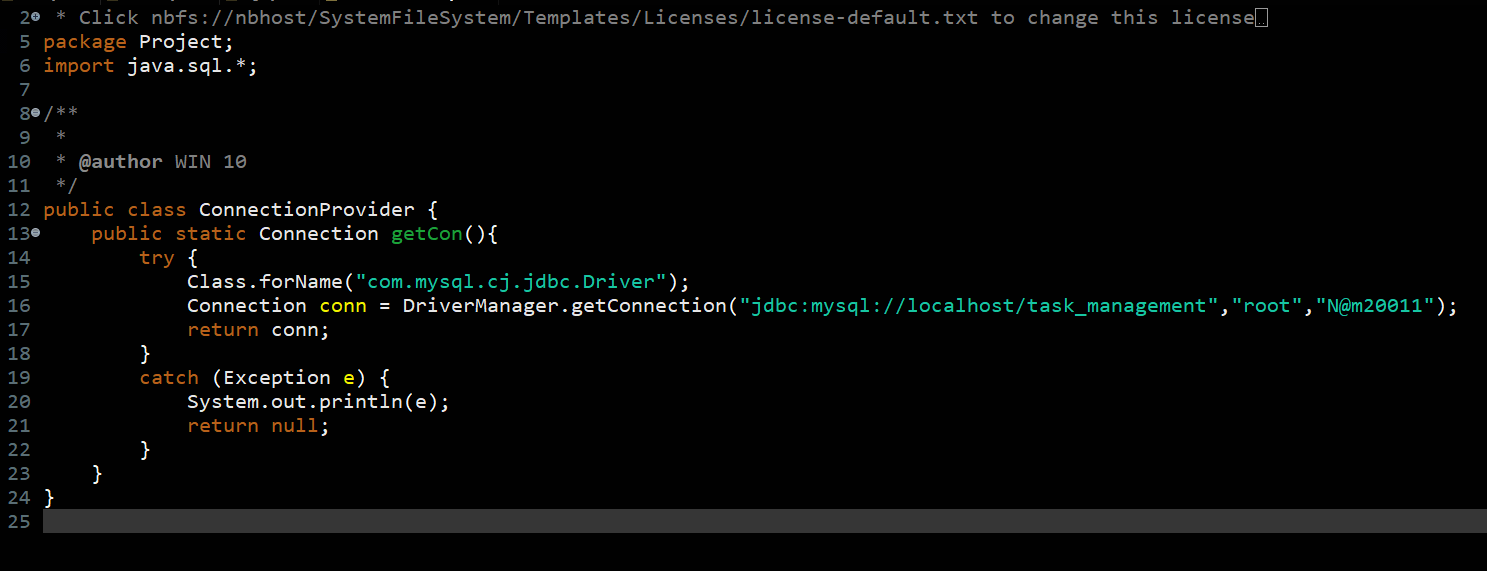 2 * Click nbfs://nbhost/SystemFileSystem/Templates/Licenses/license-default.txt to change this license
5 package Project;
6 import java.sql.*;
7
8 /**
9  *
10  * @author WIN 10
11  */
12 public class ConnectionProvider {
13     public static Connection getCon(){
14         try {
15             Class.forName("com.mysql.cj.jdbc.Driver");
16             Connection conn = DriverManager.getConnection("jdbc:mysql://localhost/task_management","root","N@m20011");
17             return conn;
18         }
19         catch (Exception e) {
20             System.out.println(e);
21             return null;
22         }
23     }
24 }
25